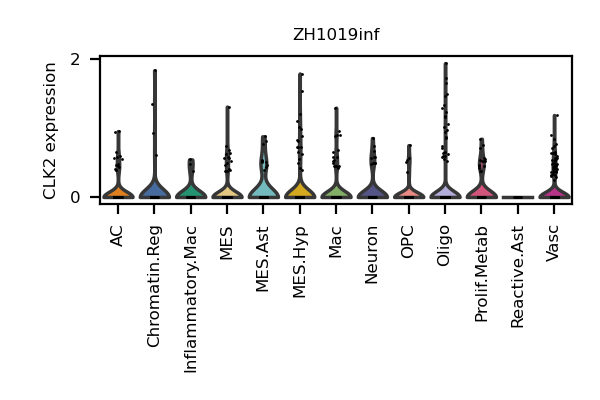 ZH1019inf
CLK2 expression
2
0
AC
Chromatin.Reg
Inflammatory.Mac
MES
MES.Ast
MES.Hyp
Mac
Neuron
OPC
Oligo
Prolif.Metab
Reactive.Ast
Vasc